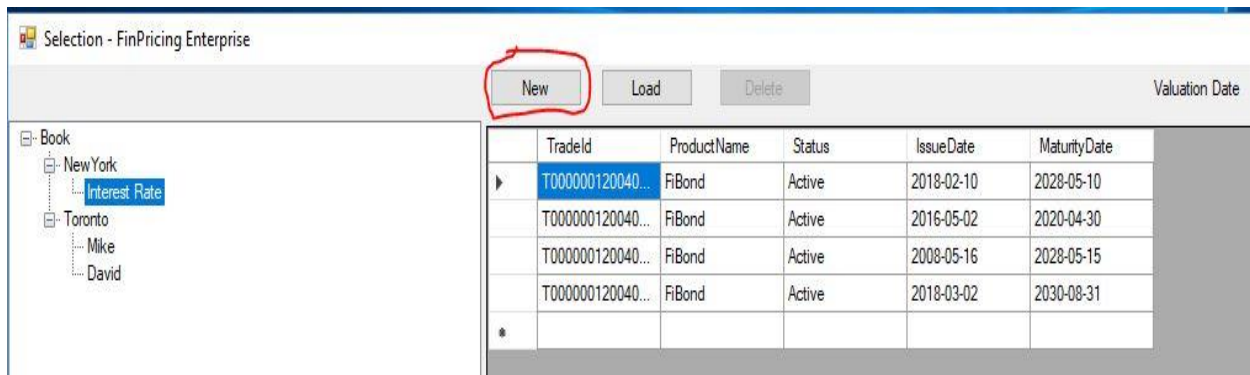 Selection - FinPricing Enterprise
New Load Delete Valuation Date
Book
NewYork
Interest Rate
Toronto
Mike
David
TradeId ProductName Status IssueDate MaturityDate
T000000120040... FiBond Active 2018-02-10 2028-05-10
T000000120040... FiBond Active 2016-05-02 2020-04-30
T000000120040... FiBond Active 2008-05-16 2028-05-15
T000000120040... FiBond Active 2018-03-02 2030-08-31